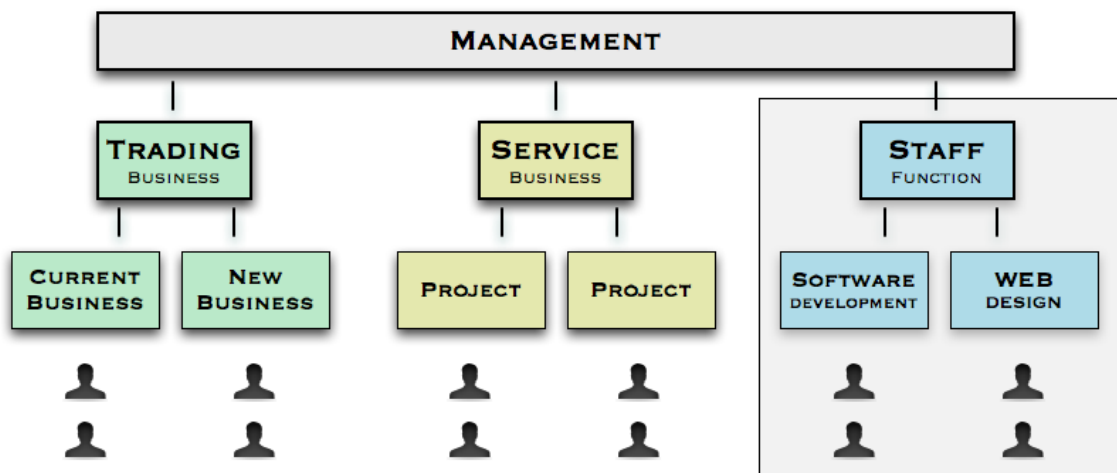 MANAGEMENT
TRADING
BUSINESS
SERVICE
BUSINESS
STAFF
FUNCTION
CURRENT
BUSINESS
NEW
BUSINESS
PROJECT
PROJECT
SOFTWARE
DEVELOPMENT
WEB
DESIGN